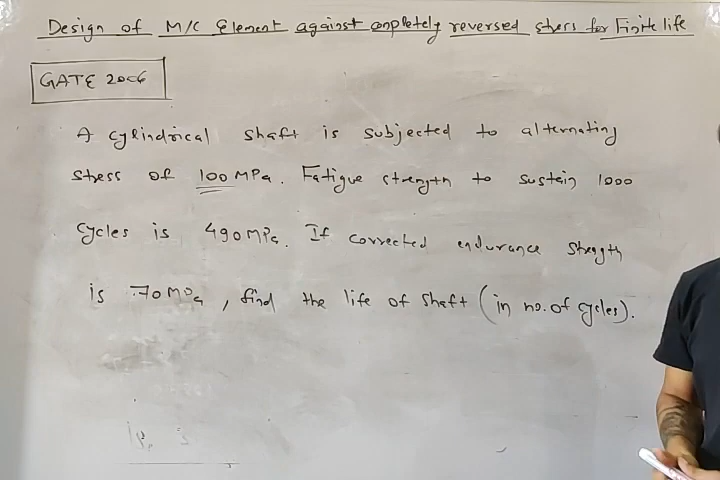 Design of M/C Element against completely reversed stress for Finite life
GATE 2006
A cylindrical shaft is subjected to alternating
stress of 100 MPa. Fatigue strength to sustain 1000
cycles is 490 MPa. If corrected endurance strength
is 70 MPa, find the life of shaft (in no. of cycles).